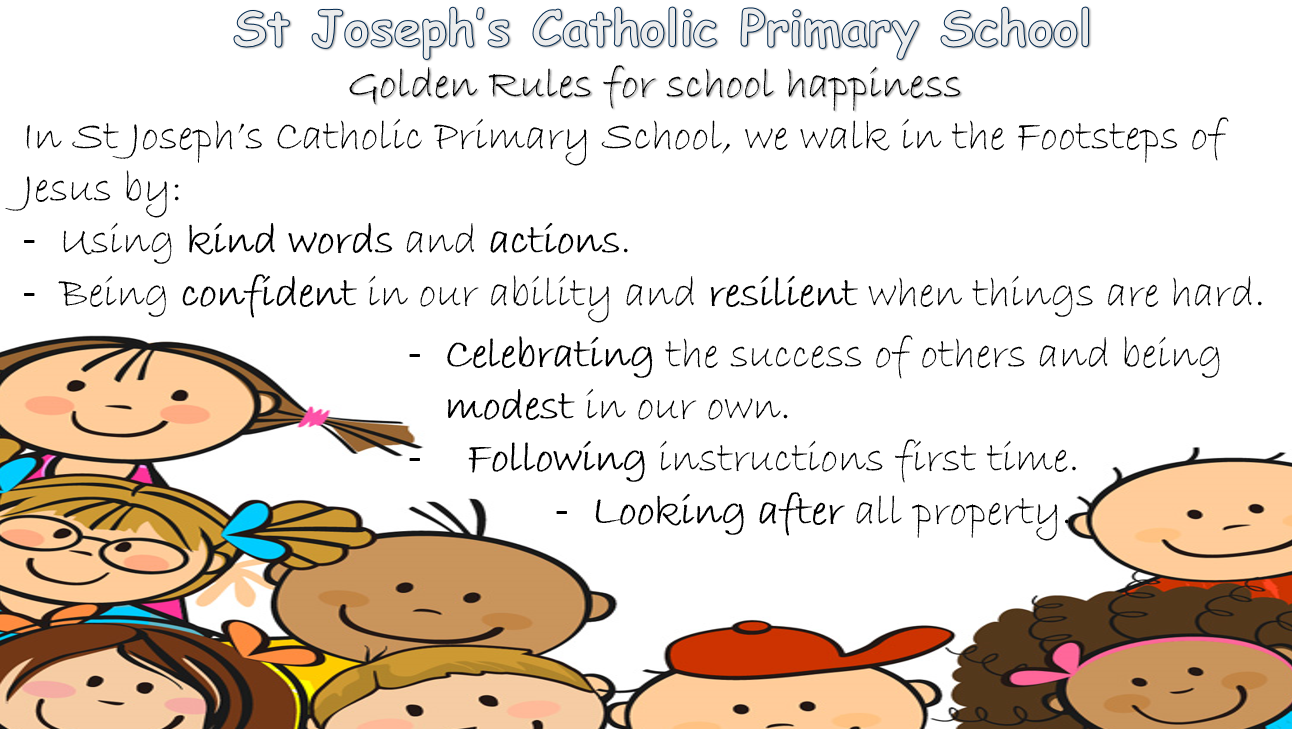 St Joseph's Catholic Primary School
Golden Rules for school happiness
In St Joseph's Catholic Primary School, we walk in the Footsteps of
Jesus by:
- Using kind words and actions.
- Being confident in our ability and resilient when things are hard.
- Celebrating the success of others and being
modest in our own.
- Following instructions first time.
- Looking after all property.